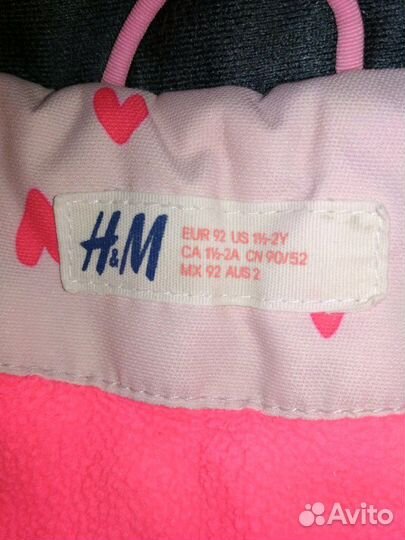 H&M
EUR 92 US 1½-2Y
CA 1½-2A CN 90/52
MX 92 AUS 2
Avito